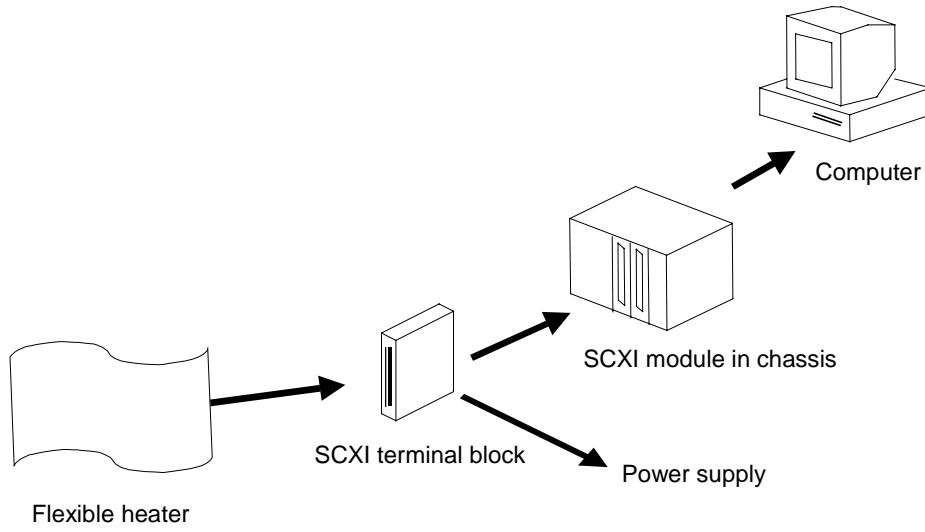 Computer
SCXI module in chassis
SCXI terminal block
Power supply
Flexible heater